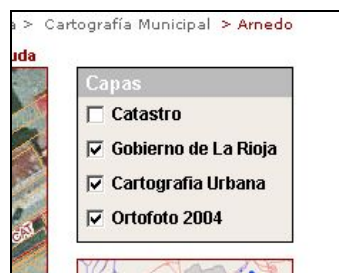 > Cartografía Municipal > Arnedo
uda
Capas
Catastro
Gobierno de La Rioja
Cartografia Urbana
Ortofoto 2004